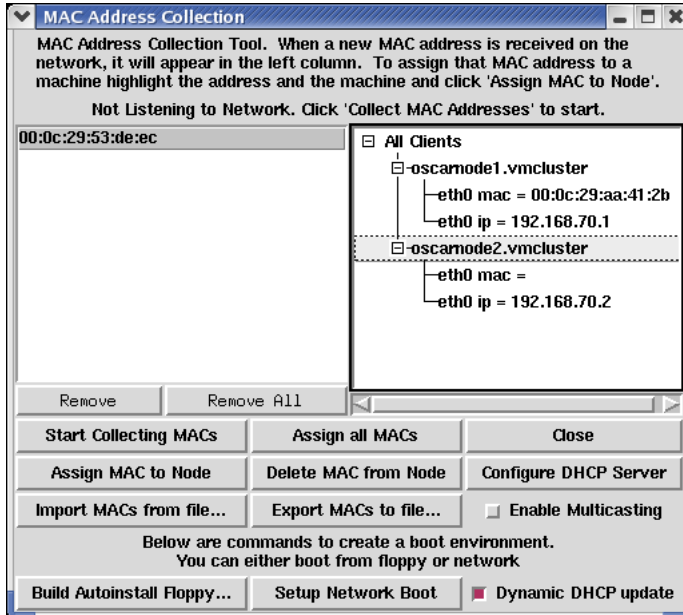 MAC Address Collection
MAC Address Collection Tool. When a new MAC address is received on the
network, it will appear in the left column. To assign that MAC address to a
machine highlight the address and the machine and click 'Assign MAC to Node'.
Not Listening to Network. Click 'Collect MAC Addresses' to start.
00:0c:29:53:de:ec
All Clients
oscarnode1.vmcluster
eth0 mac = 00:0c:29:aa:41:2b
eth0 ip = 192.168.70.1
oscarnode2.vmcluster
eth0 mac =
eth0 ip = 192.168.70.2
Remove Remove All
Start Collecting MACs Assign all MACs Close
Assign MAC to Node Delete MAC from Node Configure DHCP Server
Import MACs from file... Export MACs to file... Enable Multicasting
Below are commands to create a boot environment.
You can either boot from floppy or network
Build Autoinstall Floppy... Setup Network Boot Dynamic DHCP update